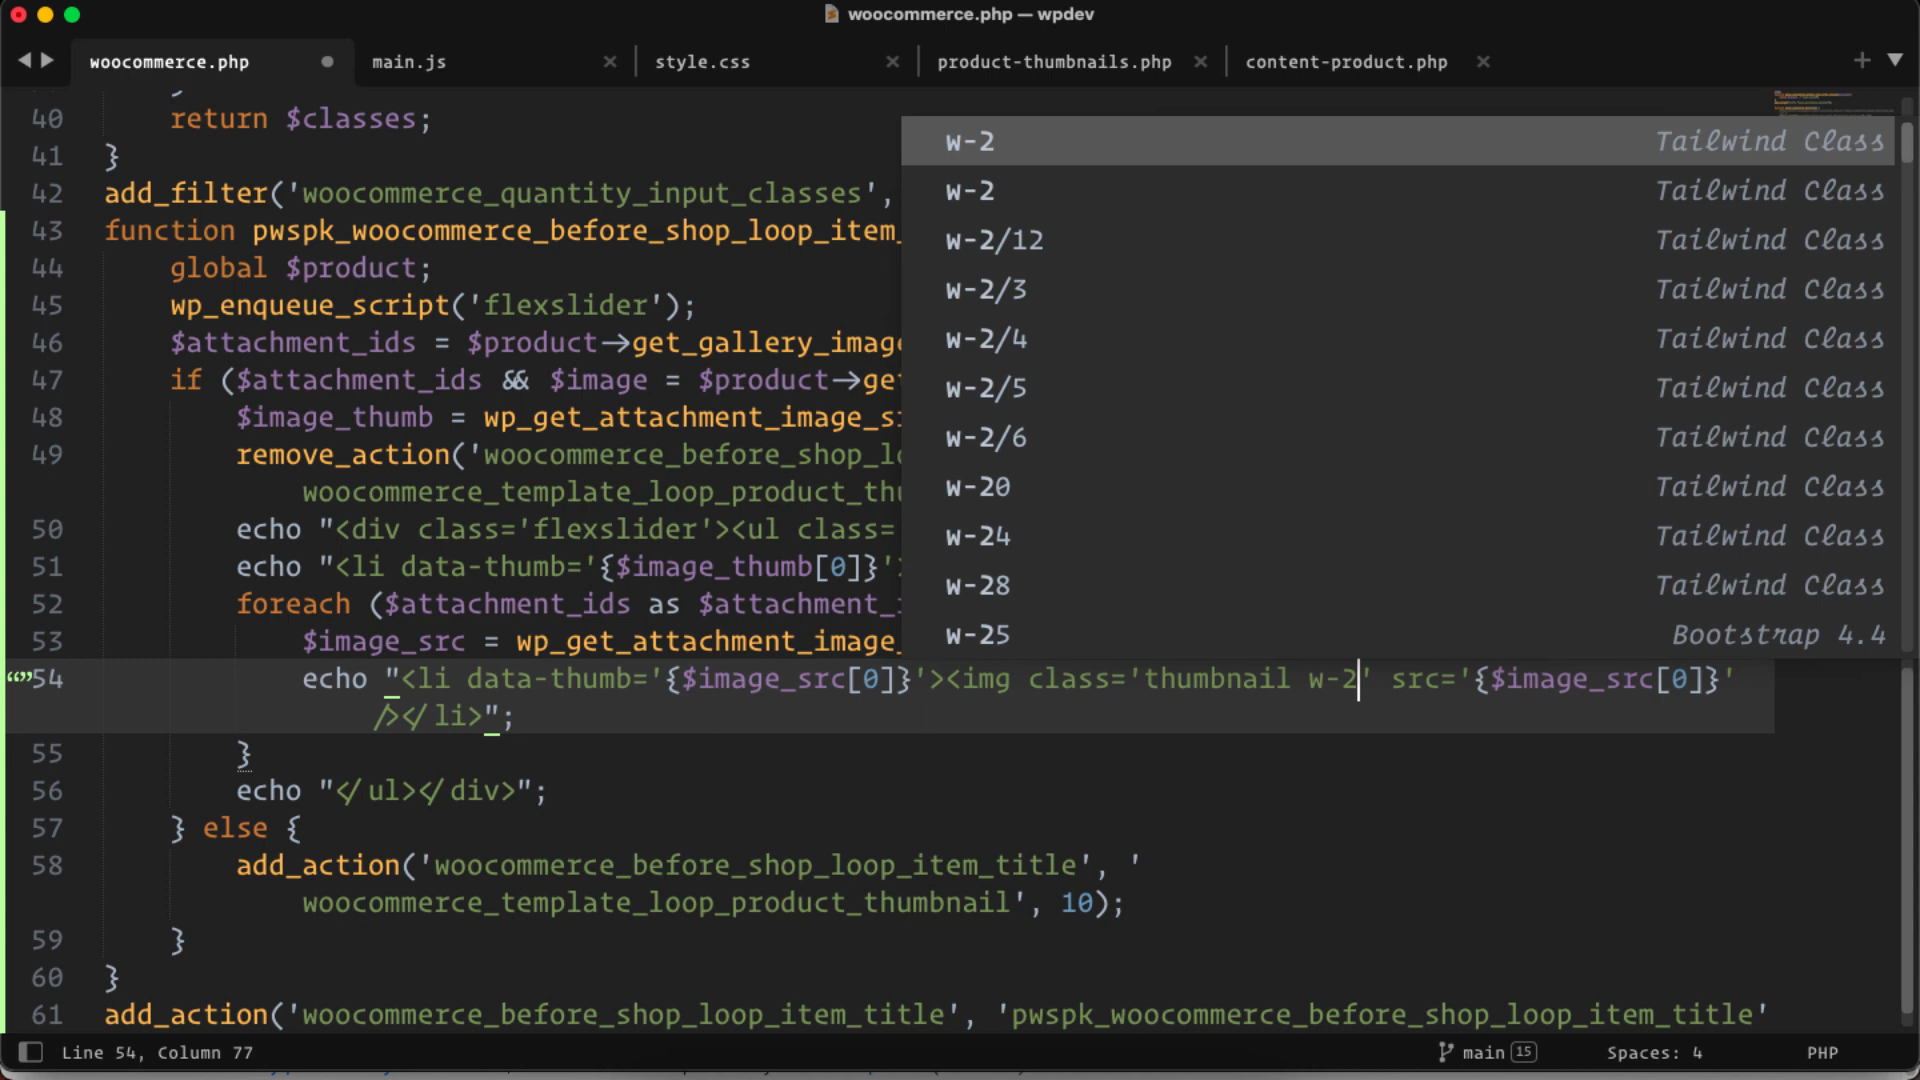 woocommerce.php — wpdev
woocommerce.php
main.js
style.css
product-thumbnails.php
content-product.php
40 return $classes;
41 }
42 add_filter('woocommerce_quantity_input_classes',
43 function pwspk_woocommerce_before_shop_loop_item_
44 global $product;
45 wp_enqueue_script('flexslider');
46 $attachment_ids = $product->get_gallery_image
47 if ($attachment_ids && $image = $product->ge
48 $image_thumb = wp_get_attachment_image_s
49 remove_action('woocommerce_before_shop_l
woocommerce_template_loop_product_th
50 echo "<div class='flexslider'><ul class=
51 echo "<li data-thumb='{$image_thumb[0]}'
52 foreach ($attachment_ids as $attachment_
53 $image_src = wp_get_attachment_image_
54 echo "<li data-thumb='{$image_src[0]}'><img class='thumbnail w-2' src='{$image_src[0]}'
/></li>";
55 }
56 echo "</ul></div>";
57 } else {
58 add_action('woocommerce_before_shop_loop_item_title', '
woocommerce_template_loop_product_thumbnail', 10);
59 }
60 }
61 add_action('woocommerce_before_shop_loop_item_title', 'pwspk_woocommerce_before_shop_loop_item_title'
w-2 Tailwind Class
w-2 Tailwind Class
w-2/12 Tailwind Class
w-2/3 Tailwind Class
w-2/4 Tailwind Class
w-2/5 Tailwind Class
w-2/6 Tailwind Class
w-20 Tailwind Class
w-24 Tailwind Class
w-28 Tailwind Class
w-25 Bootstrap 4.4
Line 54, Column 77
main 15
Spaces: 4
PHP